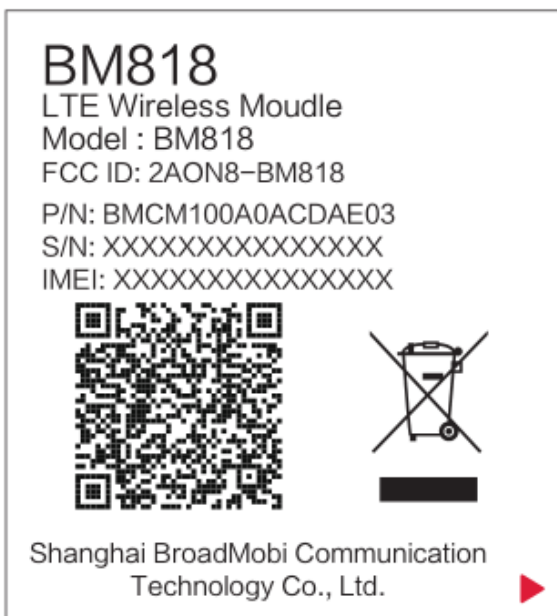 BM818
LTE Wireless Moudle
Model : BM818
FCC ID: 2AON8-BM818
P/N: BMCM100A0ACDAE03
S/N: XXXXXXXXXXXXXXX
IMEI: XXXXXXXXXXXXXXX
Shanghai BroadMobi Communication
Technology Co., Ltd.